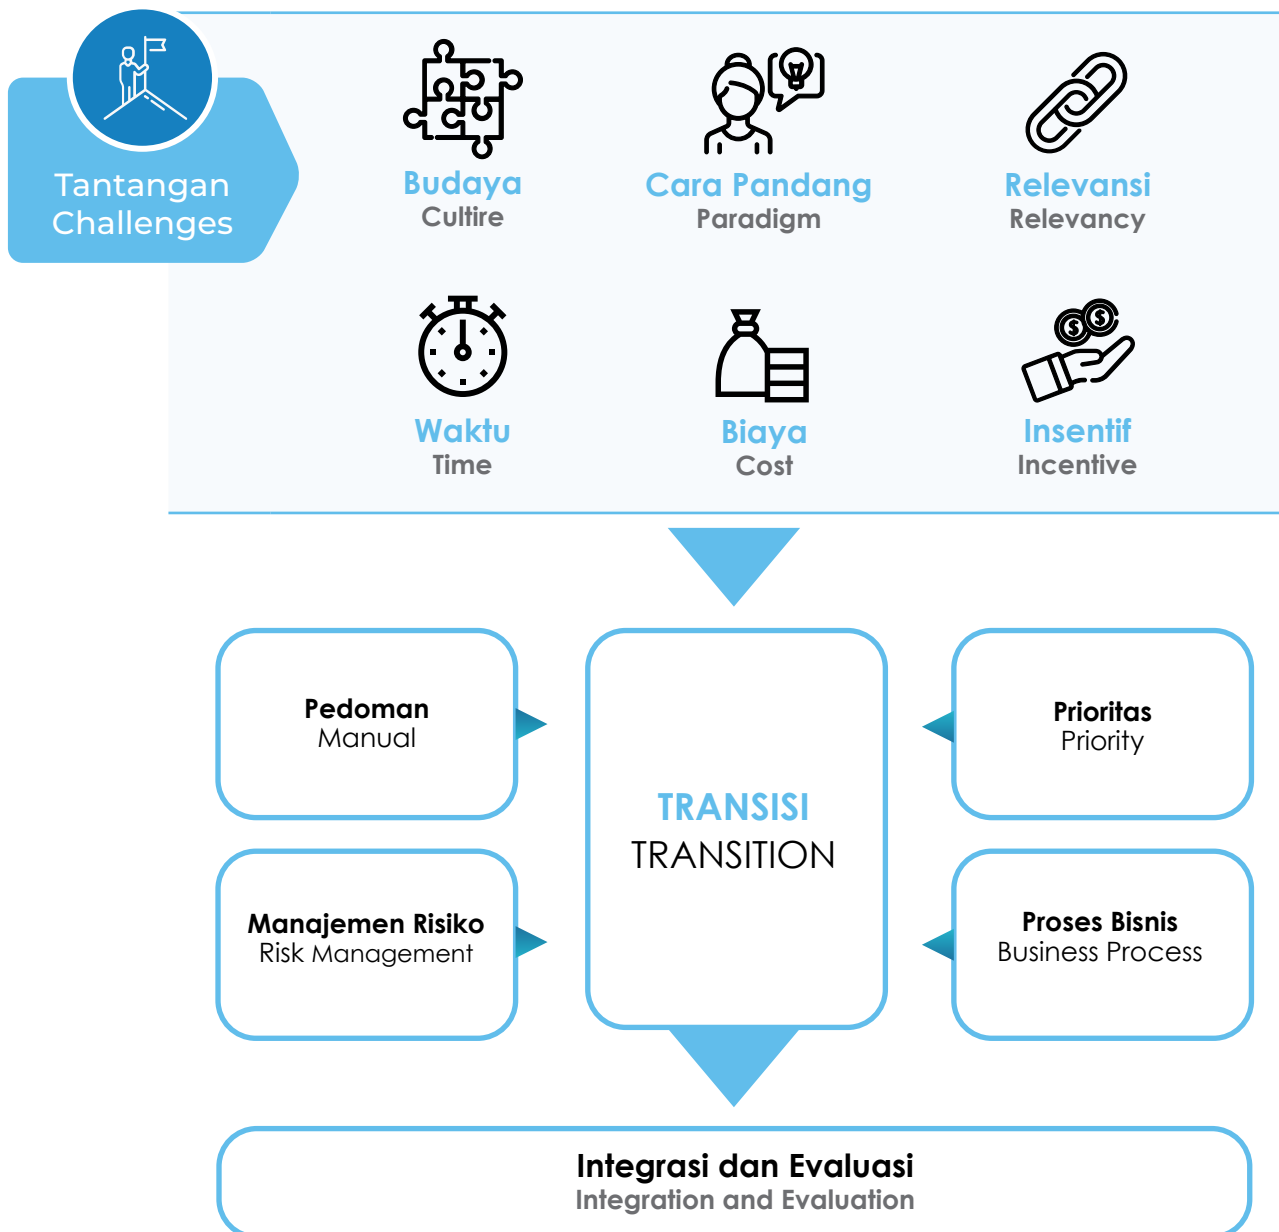 Tantangan
Challenges
Budaya
Cultire
Cara Pandang
Paradigm
Relevansi
Relevancy
Waktu
Time
Biaya
Cost
Insentif
Incentive
Pedoman
Manual
Prioritas
Priority
TRANSISI
TRANSITION
Manajemen Risiko
Risk Management
Proses Bisnis
Business Process
Integrasi dan Evaluasi
Integration and Evaluation